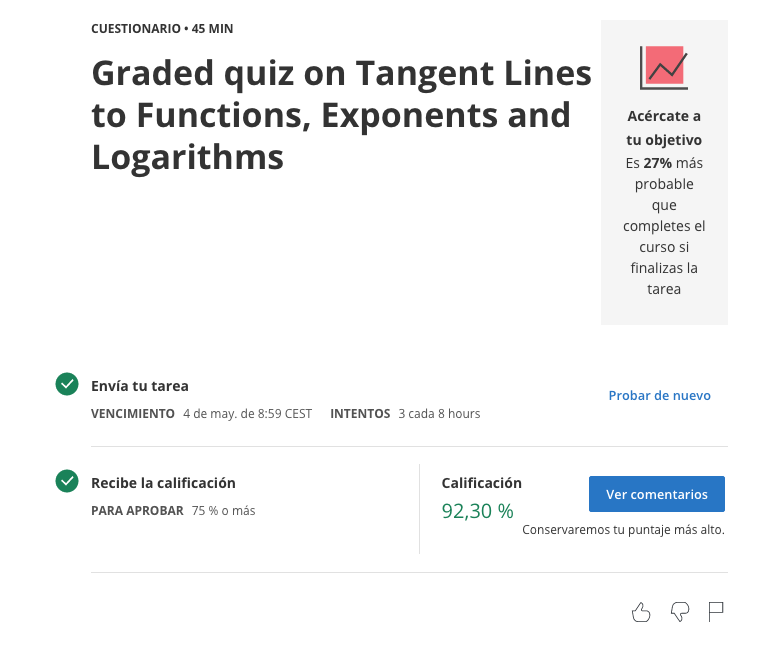 CUESTIONARIO • 45 MIN
Graded quiz on Tangent Lines
to Functions, Exponents and
Logarithms
Acércate a
tu objetivo
Es 27% más
probable
que
completes el
curso si
finalizas la
tarea
Envía tu tarea
VENCIMIENTO 4 de may. de 8:59 CEST INTENTOS 3 cada 8 hours
Probar de nuevo
Recibe la calificación
PARA APROBAR 75 % o más
Calificación
92,30 %
Ver comentarios
Conservaremos tu puntaje más alto.